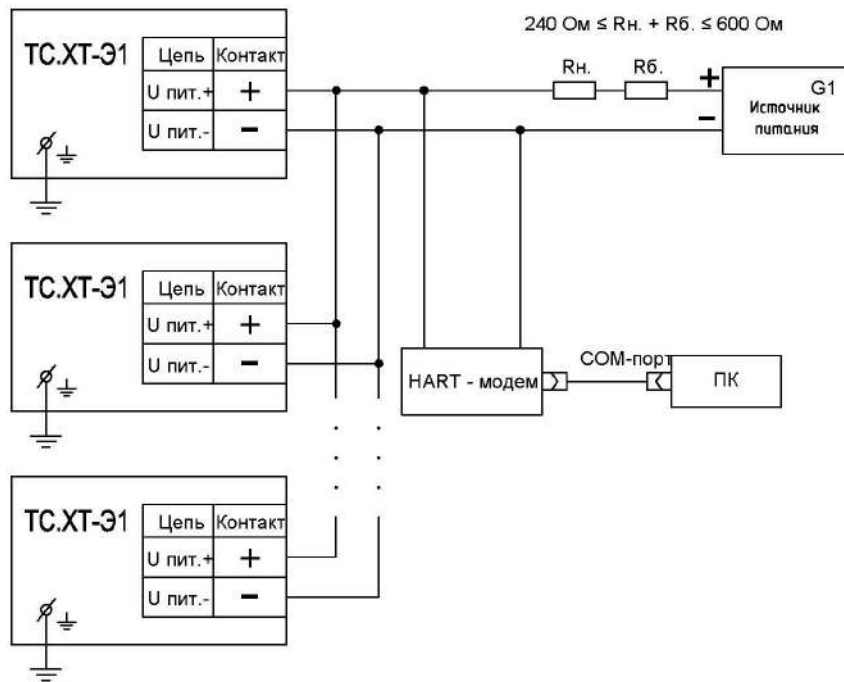 240 Ом ≤ Rн. + Rб. ≤ 600 Ом
ТС.ХТ-Э1
Цепь Контакт
U пит.+ +
U пит.- −
Rн. Rб.
+
−
G1
Источник
питания
ТС.ХТ-Э1
Цепь Контакт
U пит.+ +
U пит.- −
HART - модем
COM-порт
ПК
ТС.ХТ-Э1
Цепь Контакт
U пит.+ +
U пит.- −